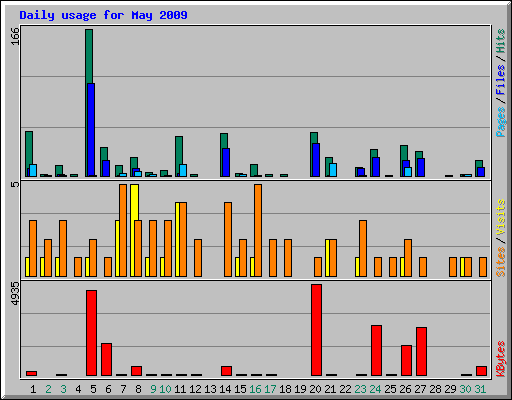 Daily usage for May 2009
166
Pages / Files / Hits
5
Sites / Visits
4935
KBytes
1 2 3 4 5 6 7 8 9 10 11 12 13 14 15 16 17 18 19 20 21 22 23 24 25 26 27 28 29 30 31